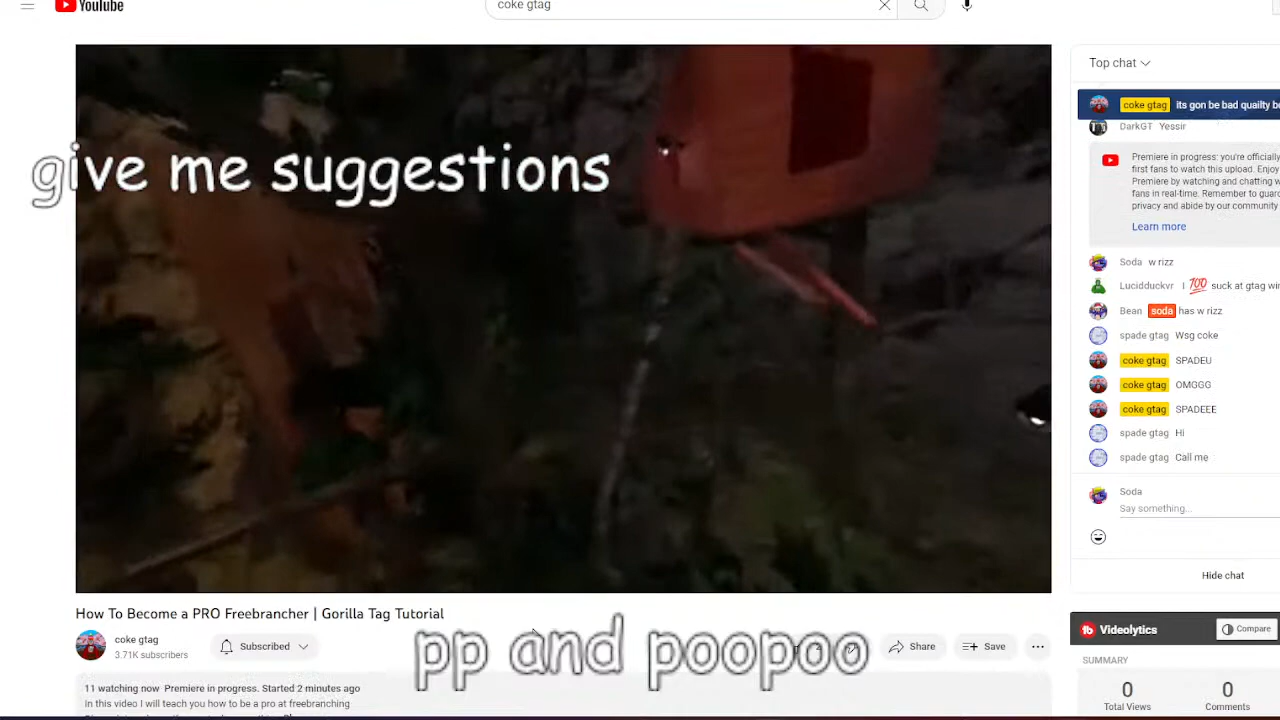 YouTube
coke gtag
Top chat
coke gtag its gon be bad quailty b
DarkGT Yessir
Premiere in progress: you're officially
first fans to watch this upload. Enjoy
Premiere by watching and chatting w
fans in real-time. Remember to guar
privacy and abide by our community
Learn more
give me suggestions
Soda w rizz
Lucidduckvr I 💯 suck at gtag wi
Bean soda has w rizz
spade gtag Wsg coke
coke gtag SPADEU
coke gtag OMGGG
coke gtag SPADEEE
spade gtag Hi
spade gtag Call me
Soda
Say something...
Hide chat
How To Become a PRO Freebrancher | Gorilla Tag Tutorial
coke gtag
3.71K subscribers
Subscribed
pp and poopoo
Share
Save
11 watching now Premiere in progress. Started 2 minutes ago
in this video I will teach you how to be a pro at freebranching
tb Videolytics
Compare
SUMMARY
0
Total Views
0
Comments